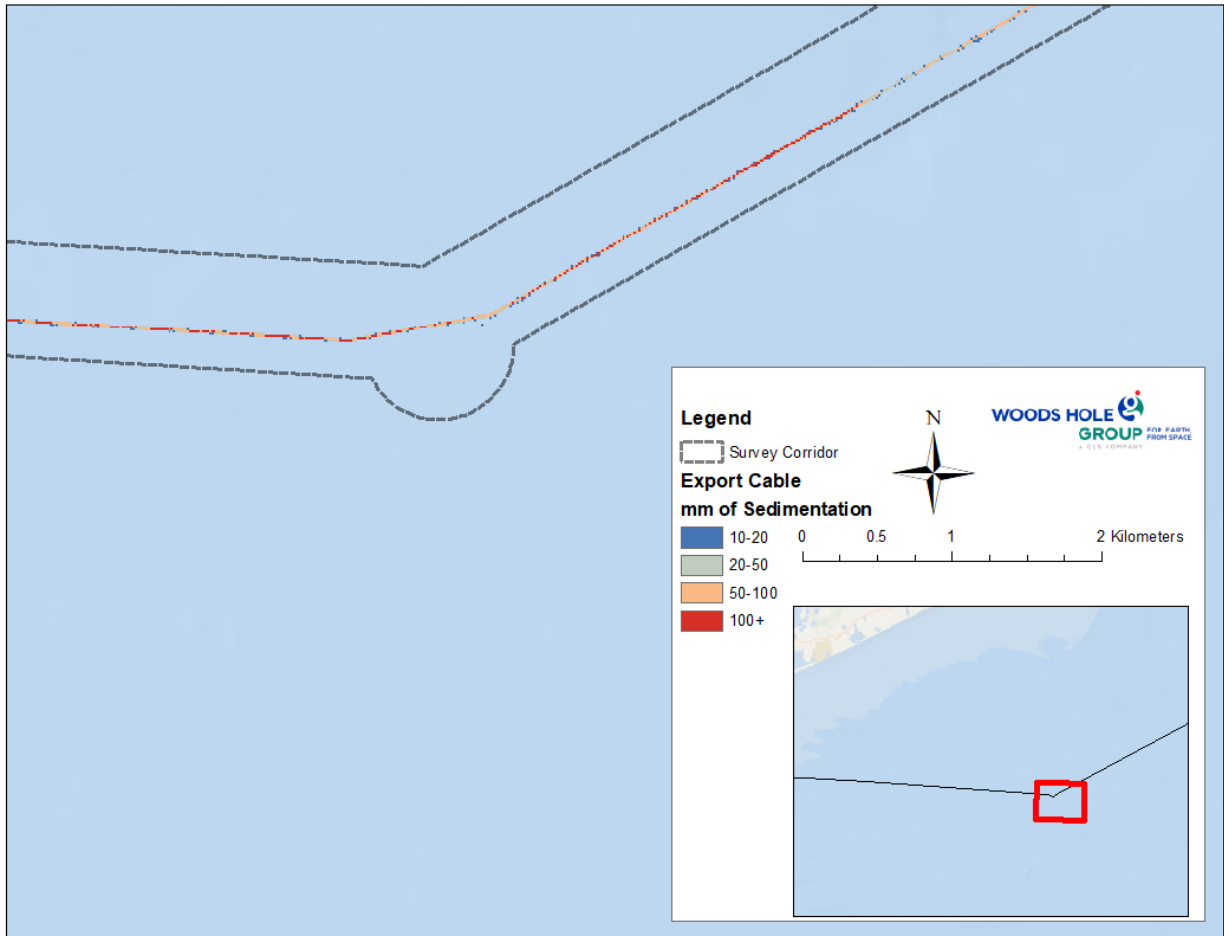 Legend
Survey Corridor
Export Cable
mm of Sedimentation
10-20
20-50
50-100
100+
N
WOODS HOLE
GROUP FOR EARTH, FROM SPACE
A CLS COMPANY
0 0.5 1 2 Kilometers